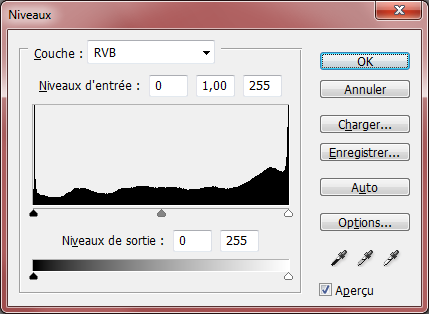 Niveaux
Couche : RVB
Niveaux d'entrée : 0 1,00 255
Niveaux de sortie : 0 255
OK
Annuler
Charger...
Enregistrer...
Auto
Options...
Aperçu